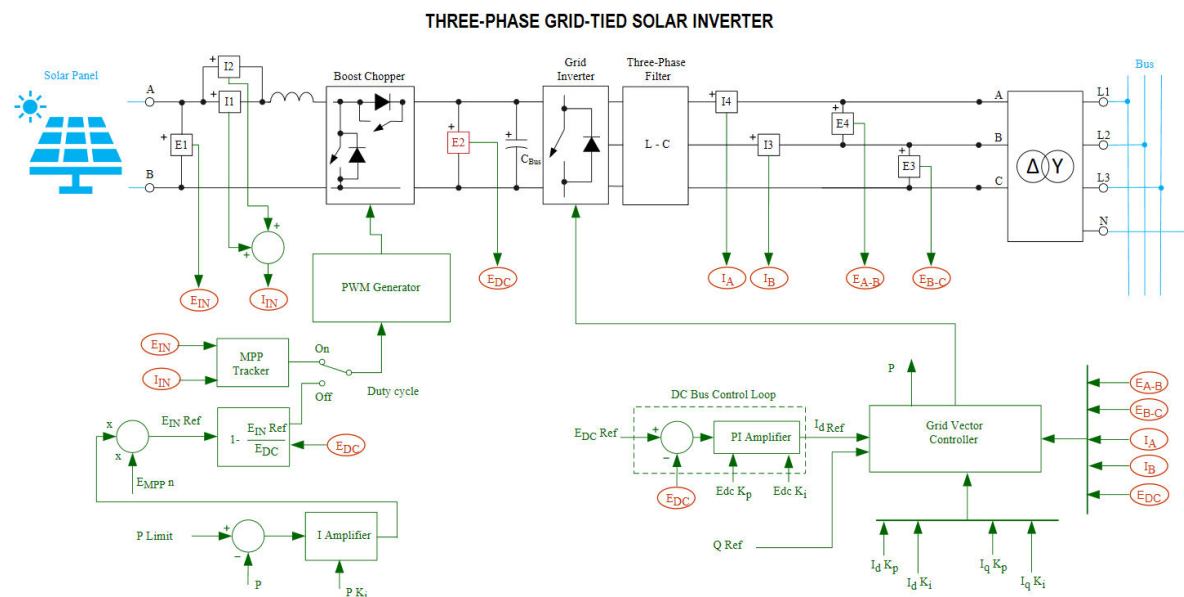 THREE-PHASE GRID-TIED SOLAR INVERTER
Solar Panel
A
B
I2
I1
E1
Boost Chopper
E2
CBus
Grid
Inverter
Three-Phase
Filter
L - C
I4
I3
E4
E3
A
B
C
Δ Y
L1
L2
L3
N
Bus
+
+
+
+
+
+
+
+
+
+
EIN
IIN
EDC
IA
IB
EA-B
EB-C
PWM Generator
EIN
IIN
MPP
Tracker
On
Off
Duty cycle
x
x
EIN Ref
1- EIN Ref
EDC
EDC
EMPP n
P Limit
+
−
P
I Amplifier
P Ki
DC Bus Control Loop
EDC Ref
+
−
EDC
PI Amplifier
Edc Kp
Edc Ki
Id Ref
Q Ref
P
Grid Vector
Controller
EA-B
EB-C
IA
IB
EDC
Id Kp
Id Ki
Iq Kp
Iq Ki